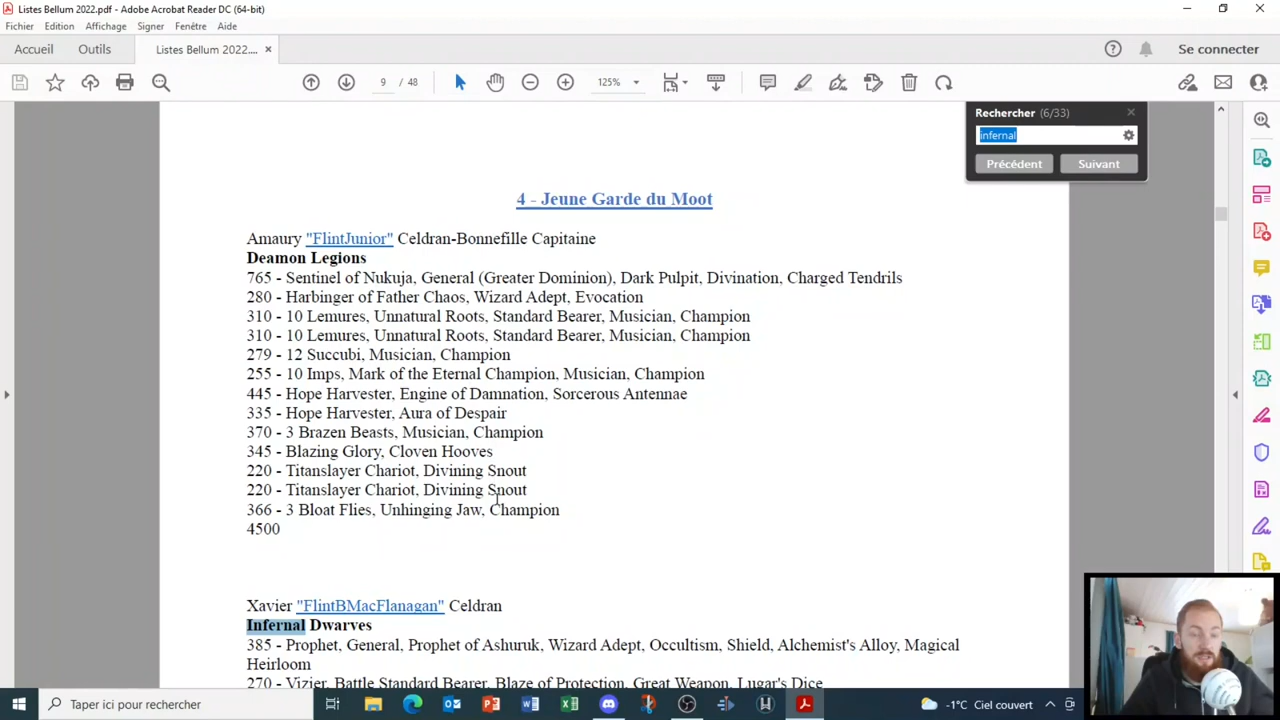 Listes Bellum 2022.pdf - Adobe Acrobat Reader DC (64-bit)
Fichier Edition Affichage Signer Fenêtre Aide
Accueil Outils Listes Bellum 2022.... × Se connecter
9 / 48 125%
Rechercher (6/33)
infernal
Précédent Suivant
4 - Jeune Garde du Moot
Amaury "FlintJunior" Celdran-Bonnefille Capitaine
Deamon Legions
765 - Sentinel of Nukuja, General (Greater Dominion), Dark Pulpit, Divination, Charged Tendrils
280 - Harbinger of Father Chaos, Wizard Adept, Evocation
310 - 10 Lemures, Unnatural Roots, Standard Bearer, Musician, Champion
310 - 10 Lemures, Unnatural Roots, Standard Bearer, Musician, Champion
279 - 12 Succubi, Musician, Champion
255 - 10 Imps, Mark of the Eternal Champion, Musician, Champion
445 - Hope Harvester, Engine of Damnation, Sorcerous Antennae
335 - Hope Harvester, Aura of Despair
370 - 3 Brazen Beasts, Musician, Champion
345 - Blazing Glory, Cloven Hooves
220 - Titanslayer Chariot, Divining Snout
220 - Titanslayer Chariot, Divining Snout
366 - 3 Bloat Flies, Unhinging Jaw, Champion
4500
Xavier "FlintBMacFlanagan" Celdran
Infernal Dwarves
385 - Prophet, General, Prophet of Ashuruk, Wizard Adept, Occultism, Shield, Alchemist's Alloy, Magical
Heirloom
270 - Vizier, Battle Standard Bearer, Blaze of Protection, Great Weapon, Lugar's Dice
Taper ici pour rechercher
-1°C Ciel couvert